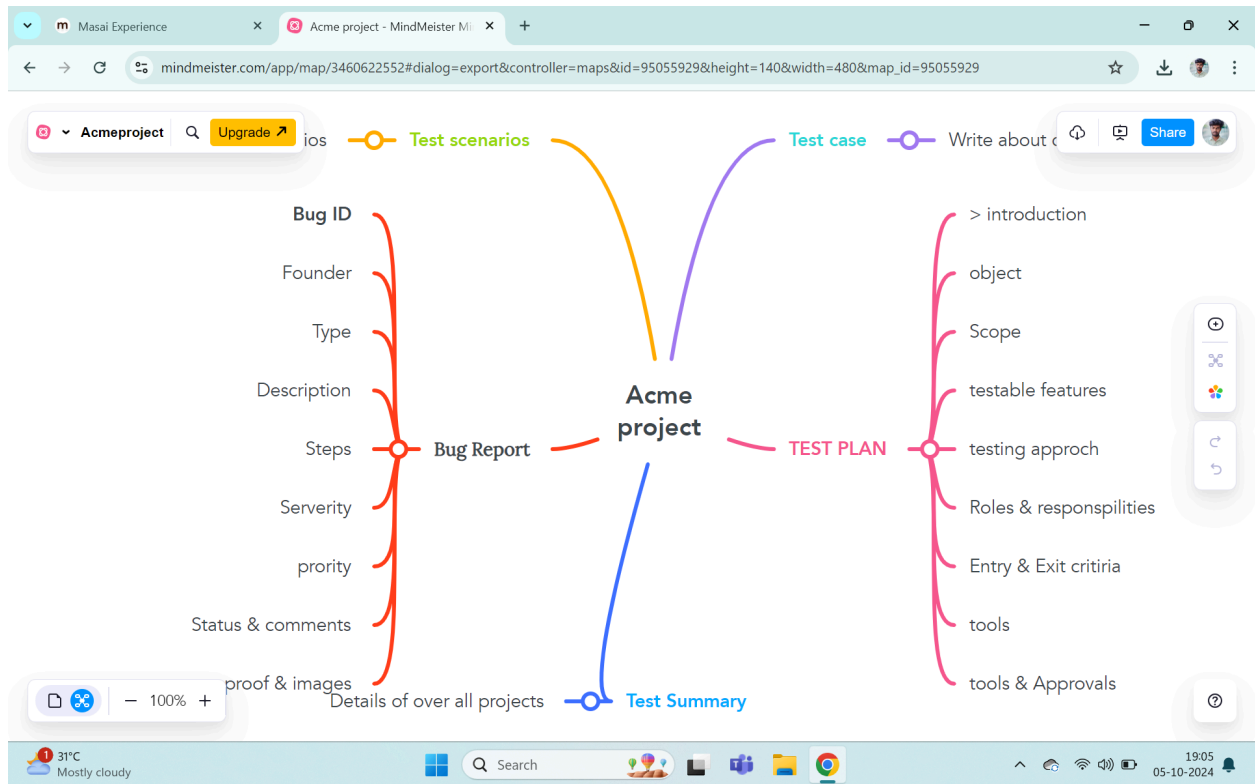 Masai Experience
Acme project - MindMeister Mi
mindmeister.com/app/map/3460622552#dialog=export&controller=maps&id=95055929&height=140&width=480&map_id=95055929
Acmeproject
Upgrade
ios
Test scenarios
Test case
Write about
Share
Bug ID
Founder
Type
Description
Steps
Serverity
prority
Status & comments
proof & images
Bug Report
Acme
project
TEST PLAN
> introduction
object
Scope
testable features
testing approch
Roles & responspilities
Entry & Exit critiria
tools
tools & Approvals
Details of over all projects
Test Summary
100%
1
31°C
Mostly cloudy
Search
19:05
05-10-2024